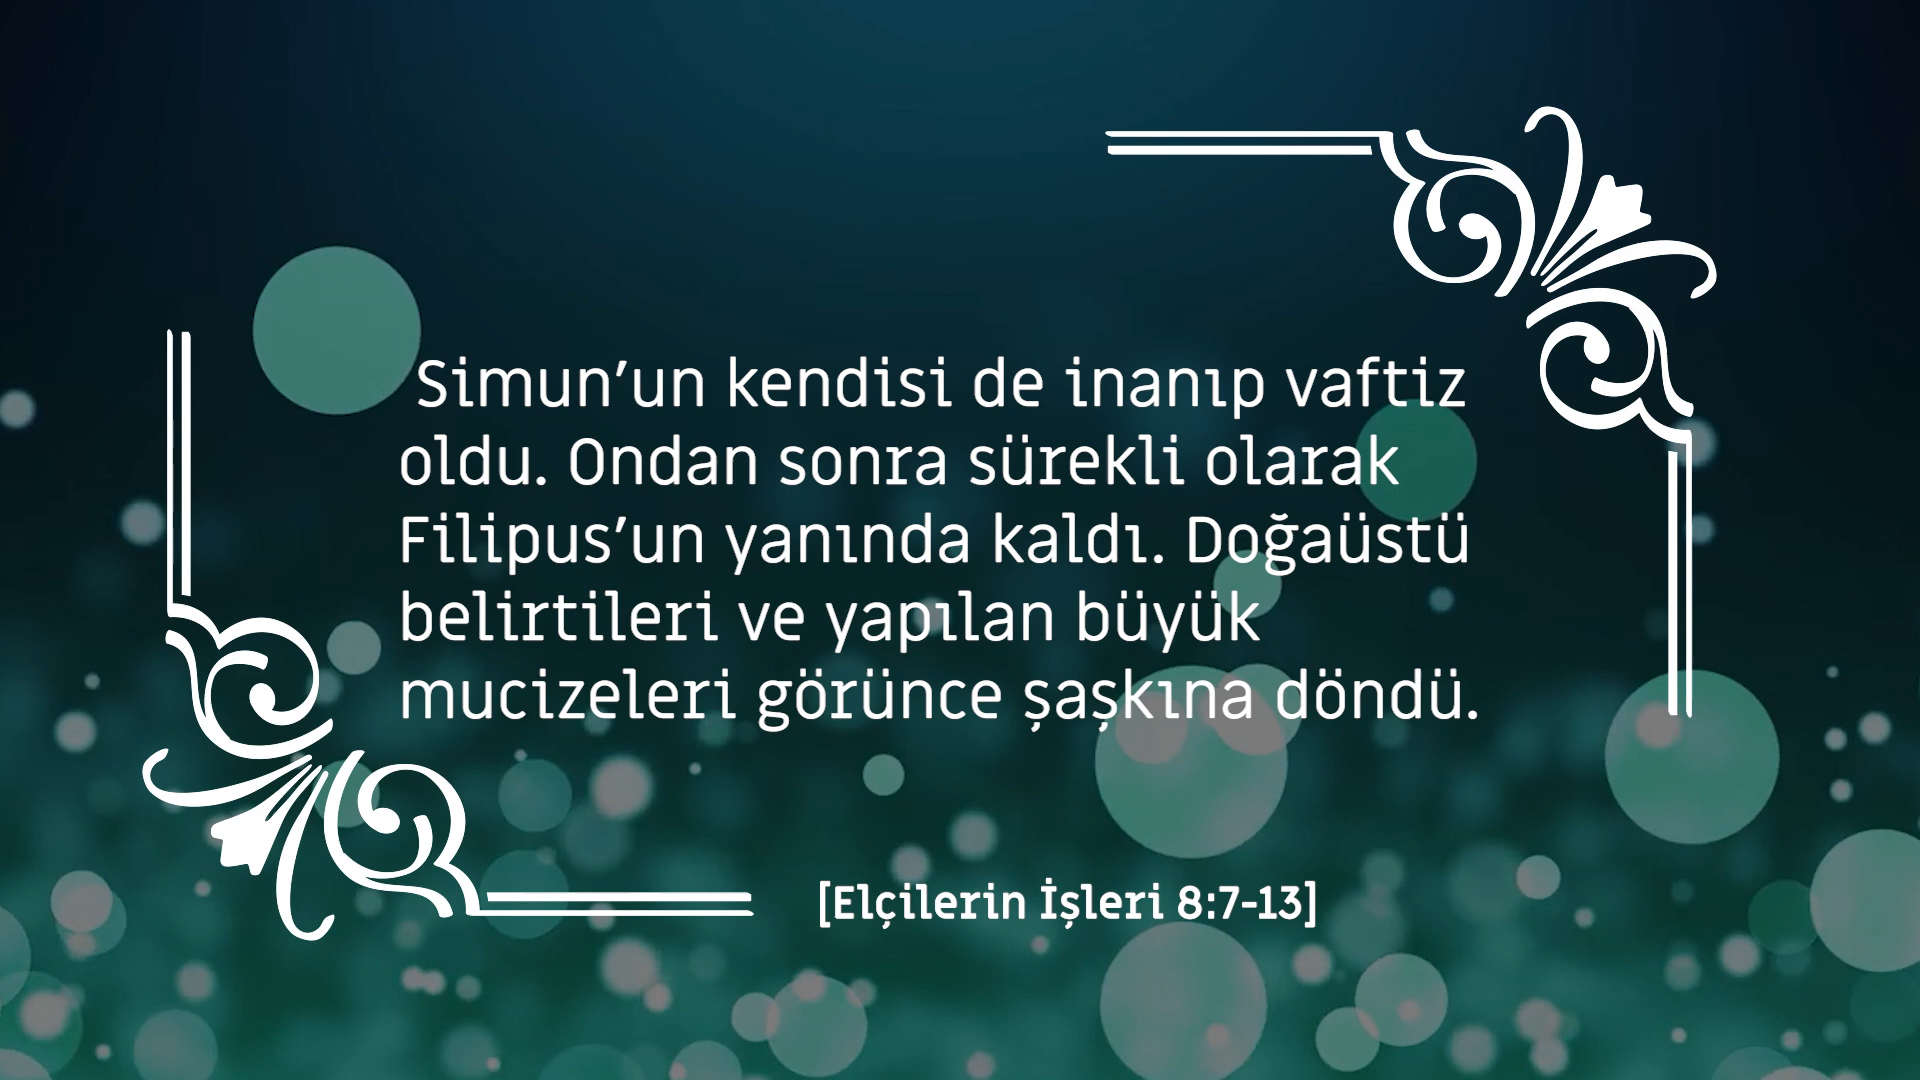 Simun’un kendisi de inanıp vaftiz
oldu. Ondan sonra sürekli olarak
Filipus’un yanında kaldı. Doğaüstü
belirtileri ve yapılan büyük
mucizeleri görünce şaşkına döndü.
[Elçilerin İşleri 8:7-13]